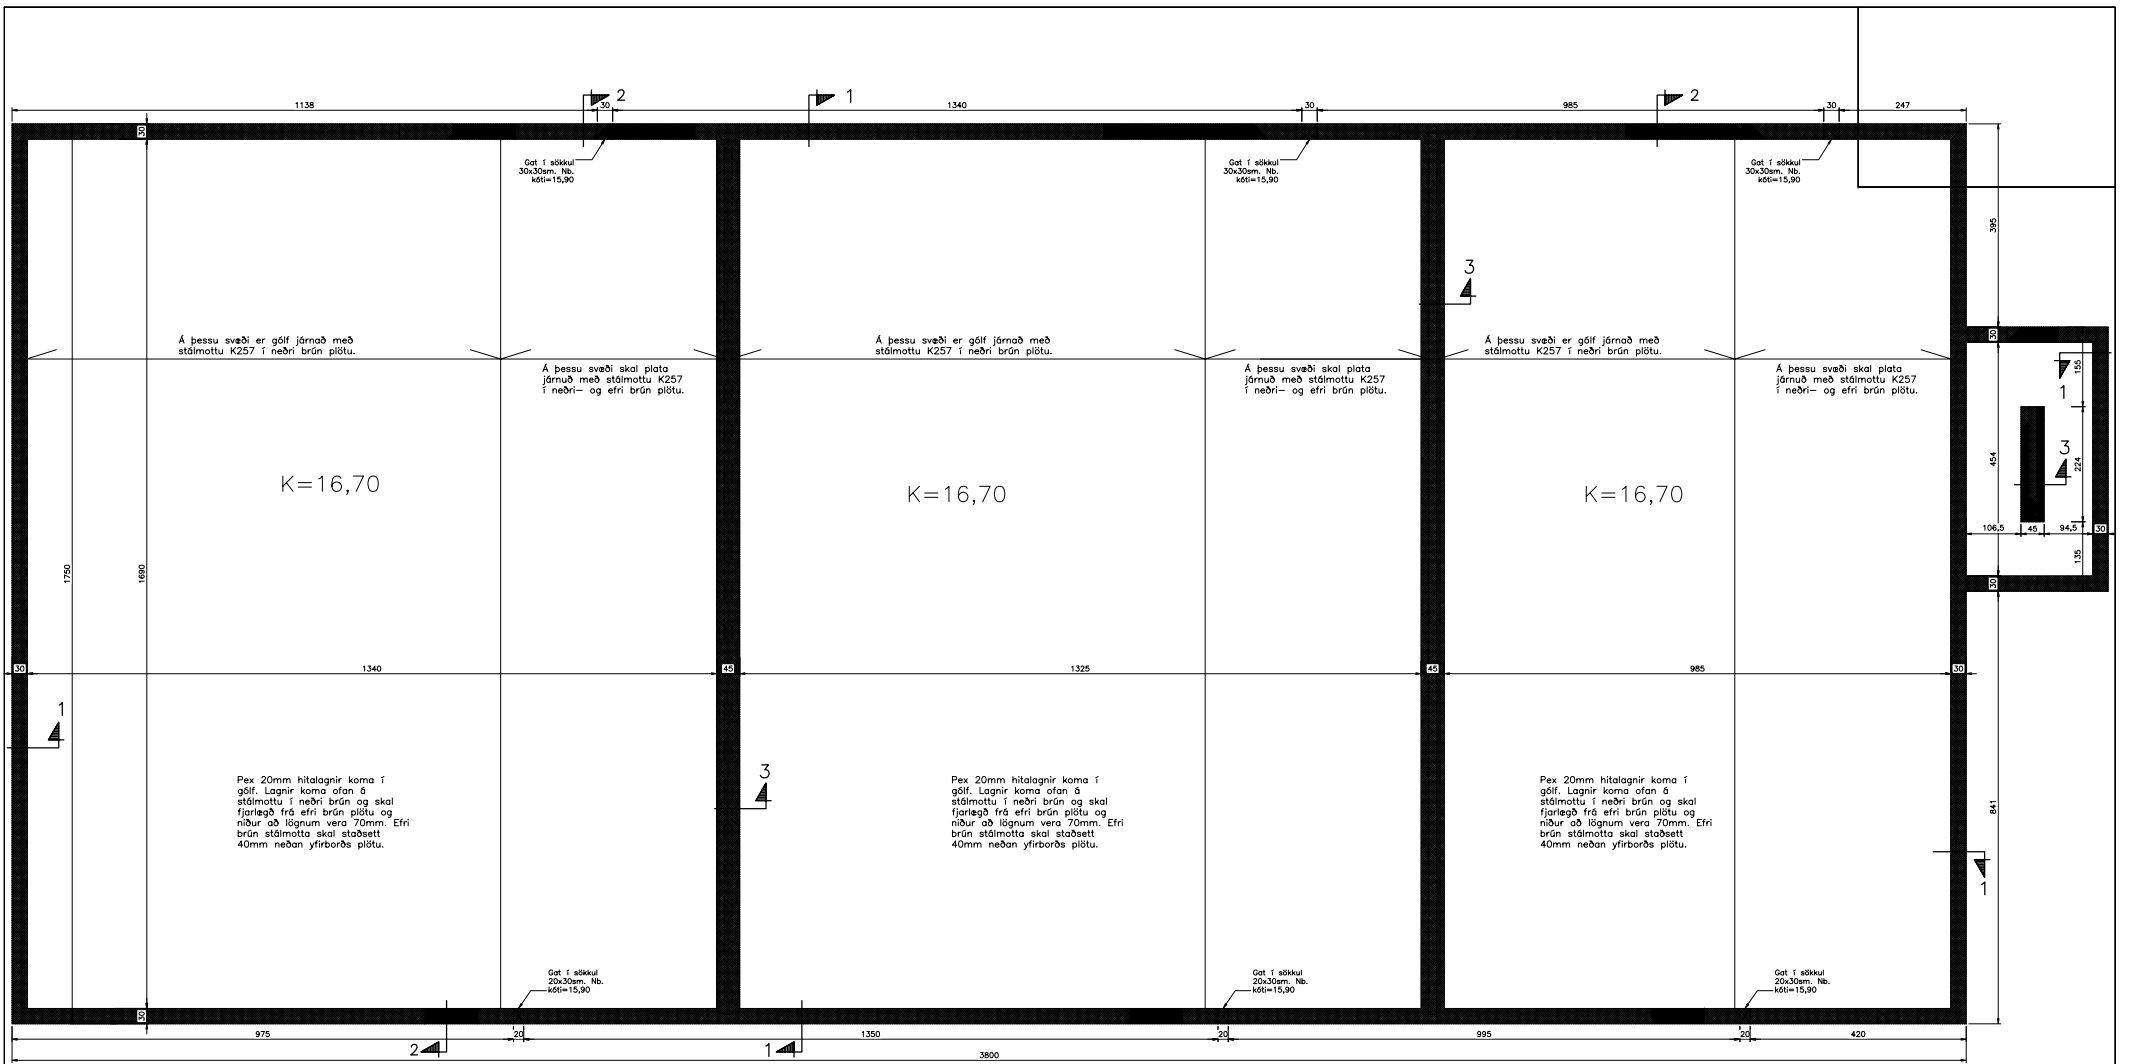 1138
30
2
1
1340
30
985
2
30
247
30
Gat í sökkul
30x30sm. Nb.
kóti=15,90
Gat í sökkul
30x30sm. Nb.
kóti=15,90
Gat í sökkul
30x30sm. Nb.
kóti=15,90
395
3
30
Á þessu svæði er gólf járnað með
stálmottu K257 í neðri brún plötu.
Á þessu svæði er gólf járnað með
stálmottu K257 í neðri brún plötu.
Á þessu svæði er gólf járnað með
stálmottu K257 í neðri brún plötu.
Á þessu svæði skal plata
járnuð með stálmottu K257
í neðri- og efri brún plötu.
Á þessu svæði skal plata
járnuð með stálmottu K257
í neðri- og efri brún plötu.
Á þessu svæði skal plata
járnuð með stálmottu K257
í neðri- og efri brún plötu.
155
1
3
454
224
K=16,70
K=16,70
K=16,70
106,5
45
94,5
30
135
30
1750
1690
30
1340
45
1325
45
985
30
1
3
Pex 20mm hitalagnir koma í
gólf. Lagnir koma ofan á
stálmottu í neðri brún og skal
fjarlægð frá efri brún plötu og
niður að lögnum vera 70mm. Efri
brún stálmotta skal staðsett
40mm neðan yfirborðs plötu.
Pex 20mm hitalagnir koma í
gólf. Lagnir koma ofan á
stálmottu í neðri brún og skal
fjarlægð frá efri brún plötu og
niður að lögnum vera 70mm. Efri
brún stálmotta skal staðsett
40mm neðan yfirborðs plötu.
Pex 20mm hitalagnir koma í
gólf. Lagnir koma ofan á
stálmottu í neðri brún og skal
fjarlægð frá efri brún plötu og
niður að lögnum vera 70mm. Efri
brún stálmotta skal staðsett
40mm neðan yfirborðs plötu.
841
1
Gat í sökkul
20x30sm. Nb.
kóti=15,90
Gat í sökkul
20x30sm. Nb.
kóti=15,90
Gat í sökkul
20x30sm. Nb.
kóti=15,90
30
975
20
1350
20
995
20
420
2
1
3800